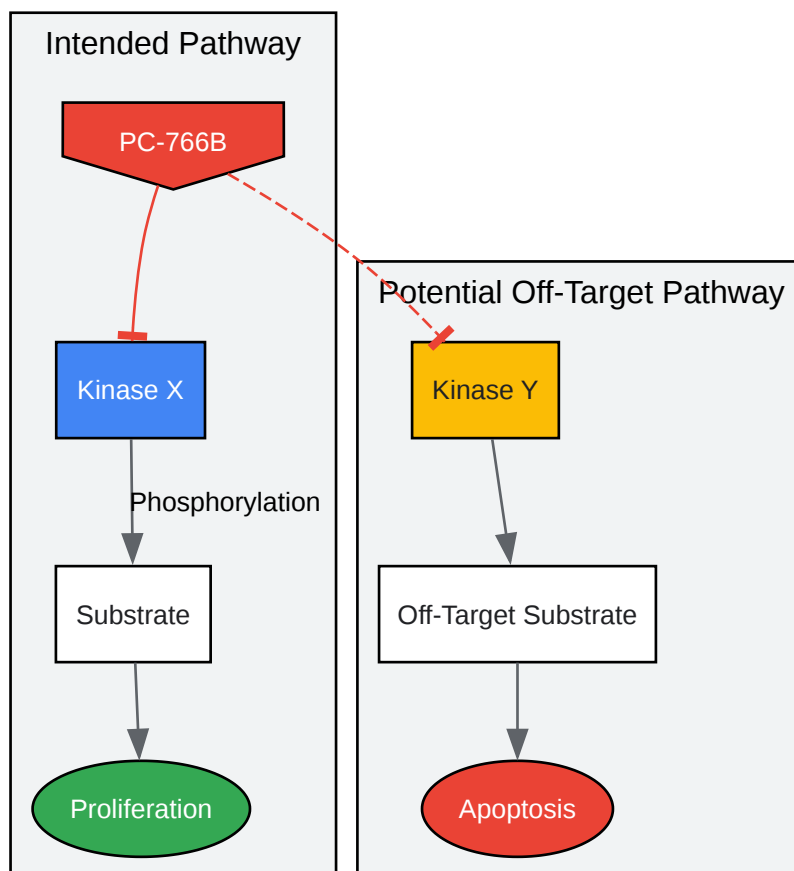 Intended Pathway
PC-766B
Potential Off-Target Pathway
Kinase X
Kinase Y
Phosphorylation
Substrate
Off-Target Substrate
Proliferation
Apoptosis